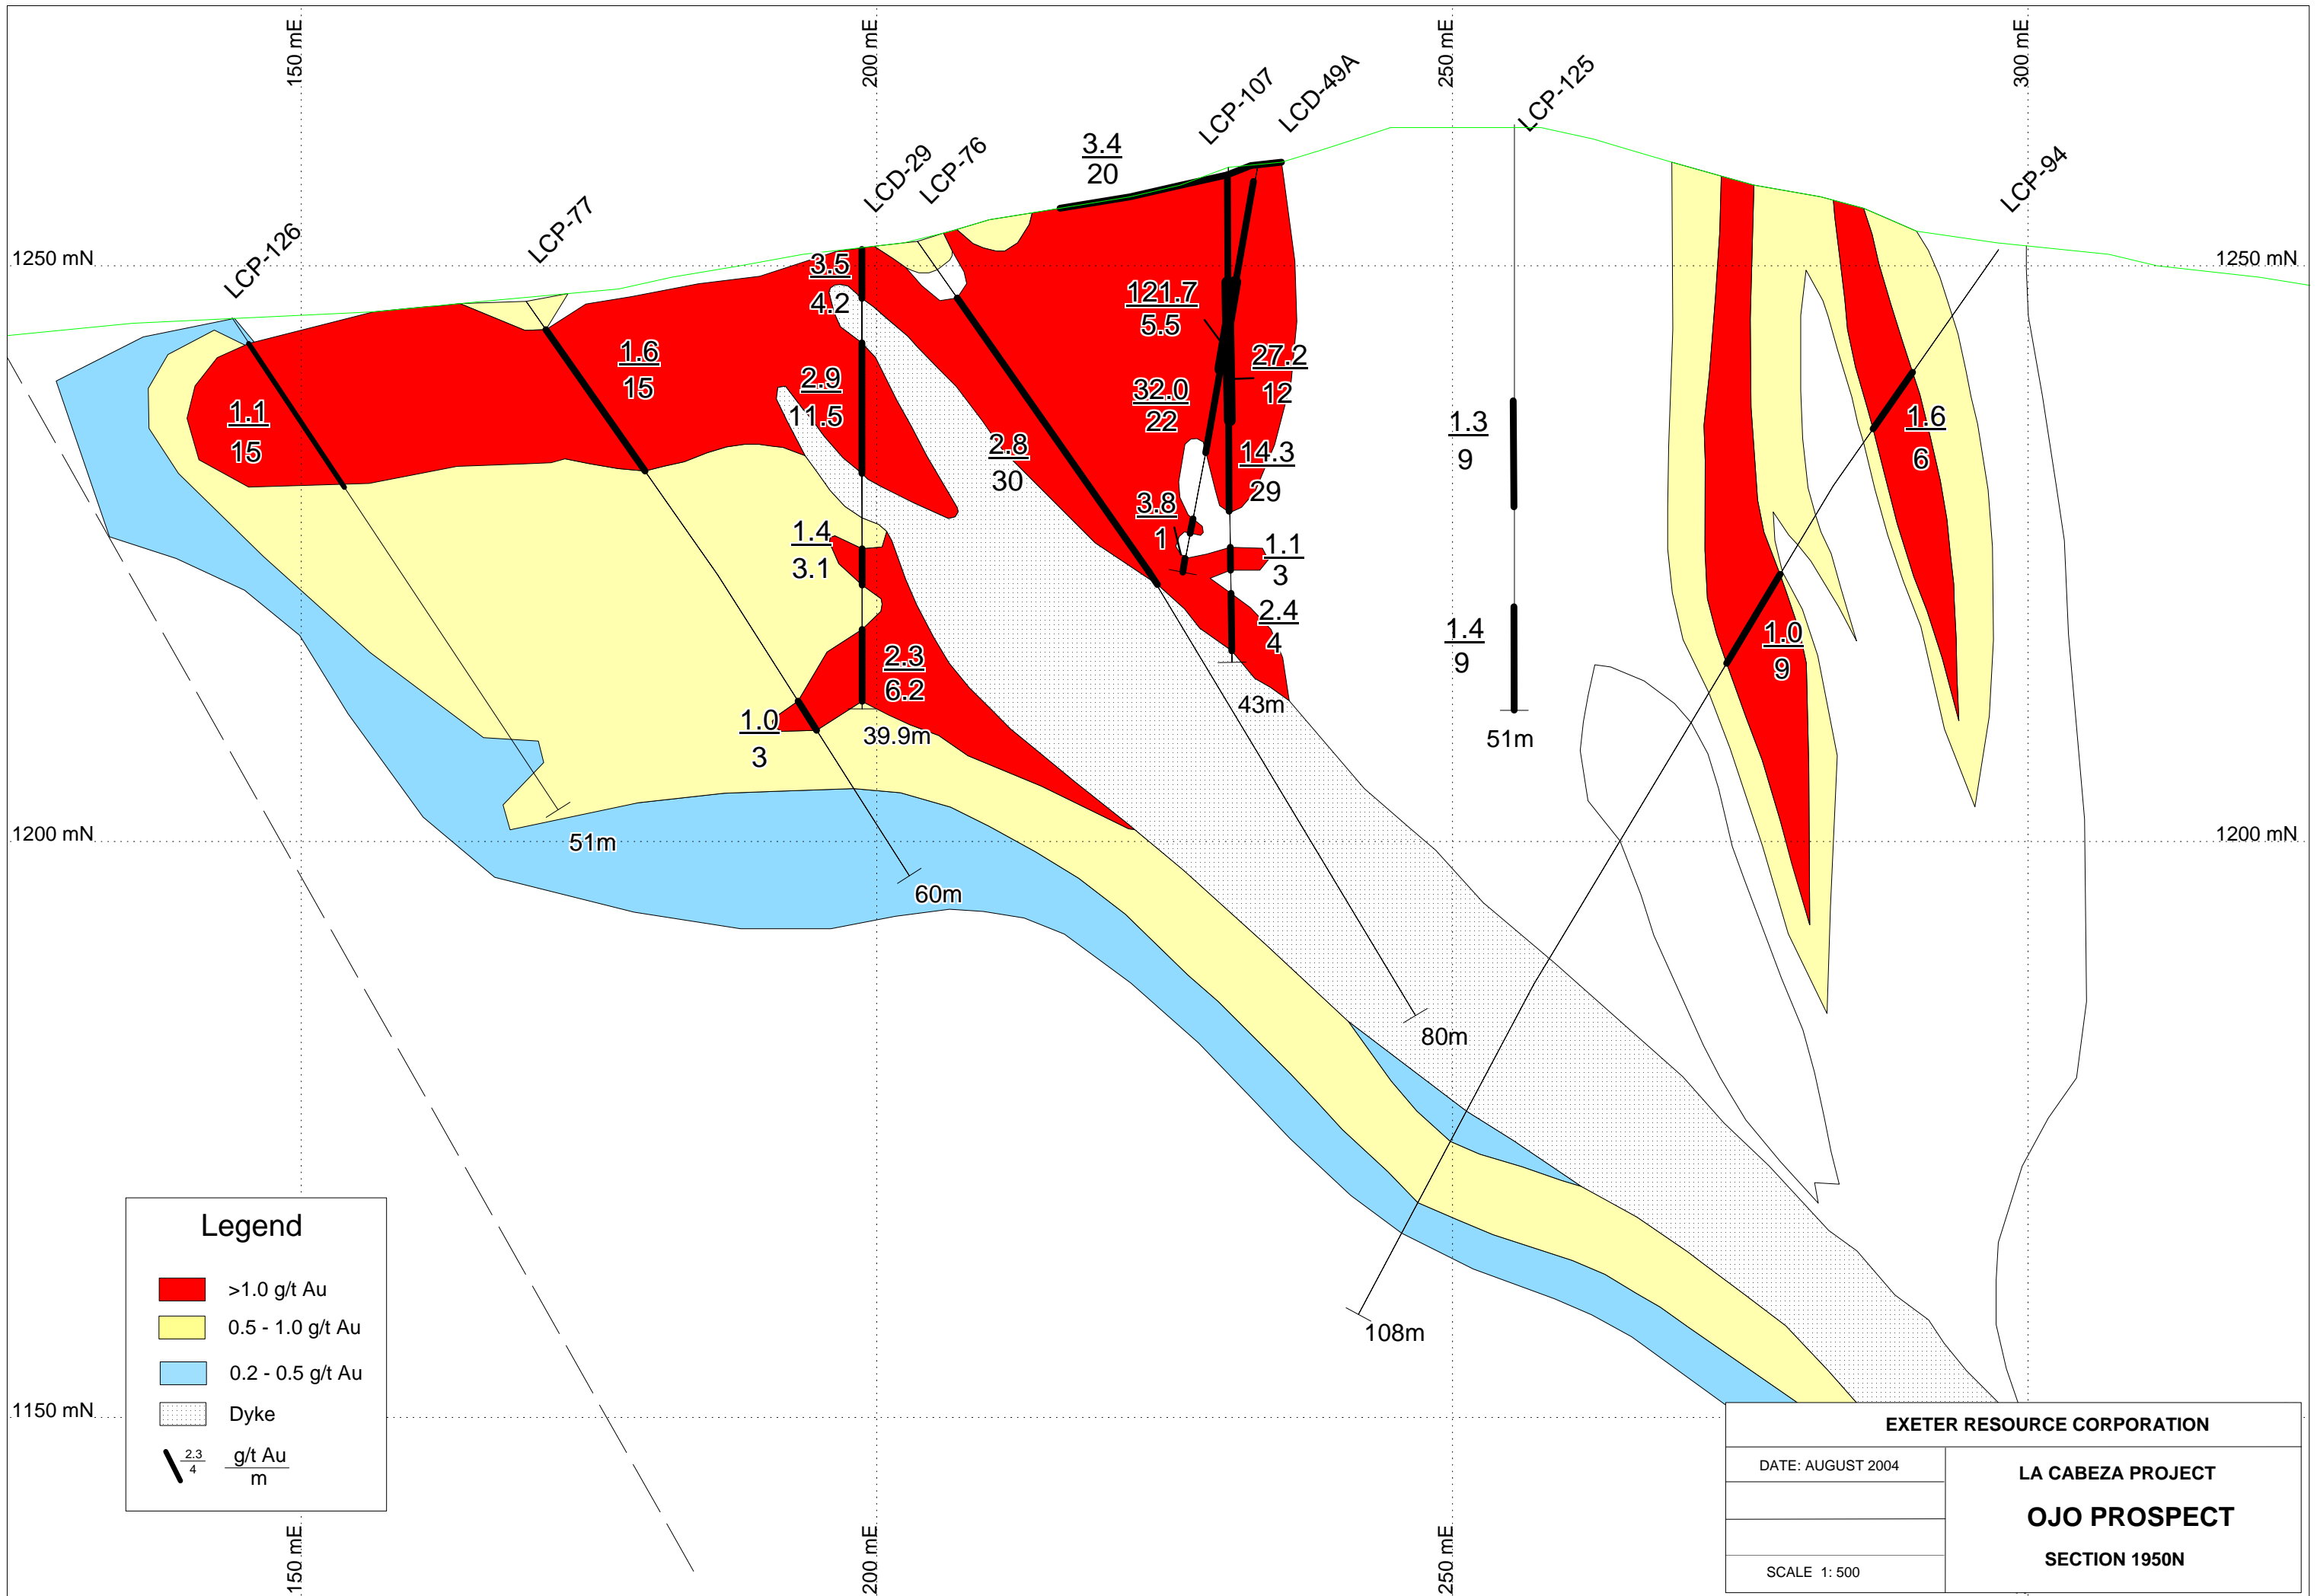 150 mE
200 mE
250 mE
300 mE
LCP-126
LCP-77
LCD-29
LCP-76
LCP-107
LCD-49A
LCP-125
LCP-94
1250 mN
1250 mN
3.4
20
3.5
4.2
121.7
5.5
1.6
15
27.2
12
2.9
11.5
32.0
22
1.1
15
1.3
9
1.6
6
2.8
30
14.3
29
3.8
1
1.4
3.1
1.1
3
2.4
4
1.4
9
1.0
9
2.3
6.2
1.0
3
39.9m
43m
51m
1200 mN
1200 mN
51m
60m
80m
108m
Legend
>1.0 g/t Au
0.5 - 1.0 g/t Au
0.2 - 0.5 g/t Au
Dyke
2.3
4
g/t Au
m
1150 mN
150 mE
200 mE
250 mE
EXETER RESOURCE CORPORATION
DATE: AUGUST 2004
LA CABEZA PROJECT
OJO PROSPECT
SECTION 1950N
SCALE 1: 500